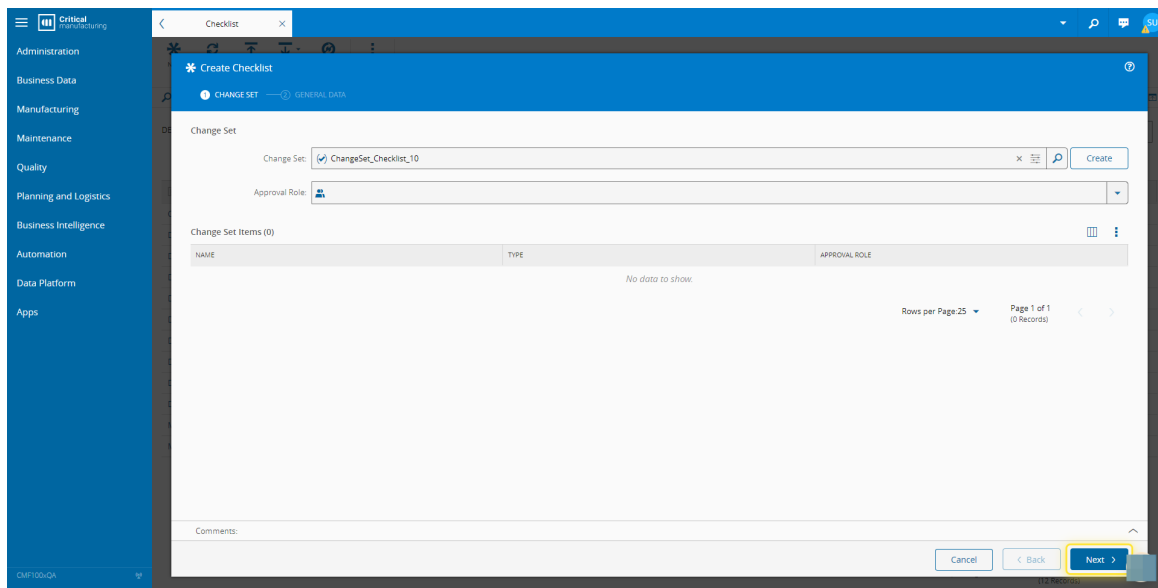 Critical manufacturing
Checklist
SU
Administration
Business Data
Manufacturing
Maintenance
Quality
Planning and Logistics
Business Intelligence
Automation
Data Platform
Apps
CMF100xQA
Create Checklist
1 CHANGE SET
2 GENERAL DATA
Change Set
Change Set: ChangeSet_Checklist_10
Create
Approval Role:
Change Set Items (0)
NAME TYPE APPROVAL ROLE
No data to show.
Rows per Page:25
Page 1 of 1
(0 Records)
Comments:
Cancel
< Back
Next >
(12 Records)